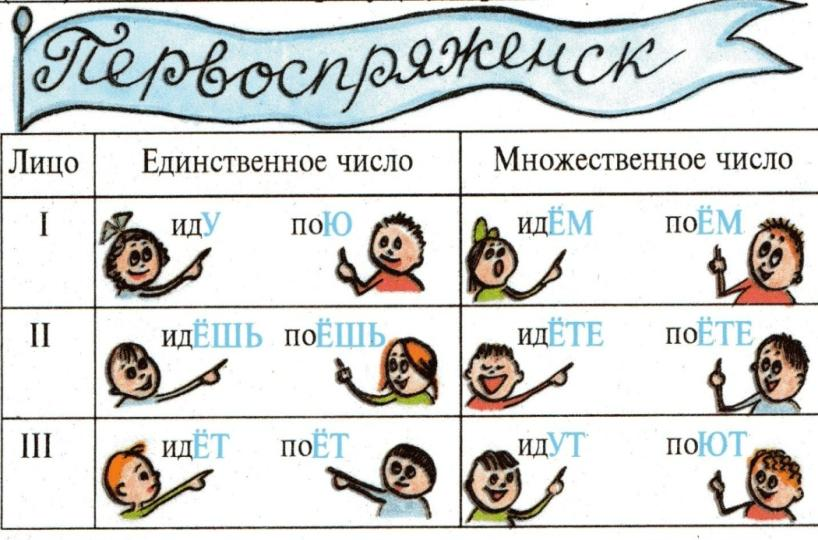 Первоспряженск
Лицо Единственное число Множественное число
I идУ поЮ идЁМ поЁМ
II идЁШЬ поЁШЬ идЁТЕ поЁТЕ
III идЁТ поЁТ идУТ поЮТ